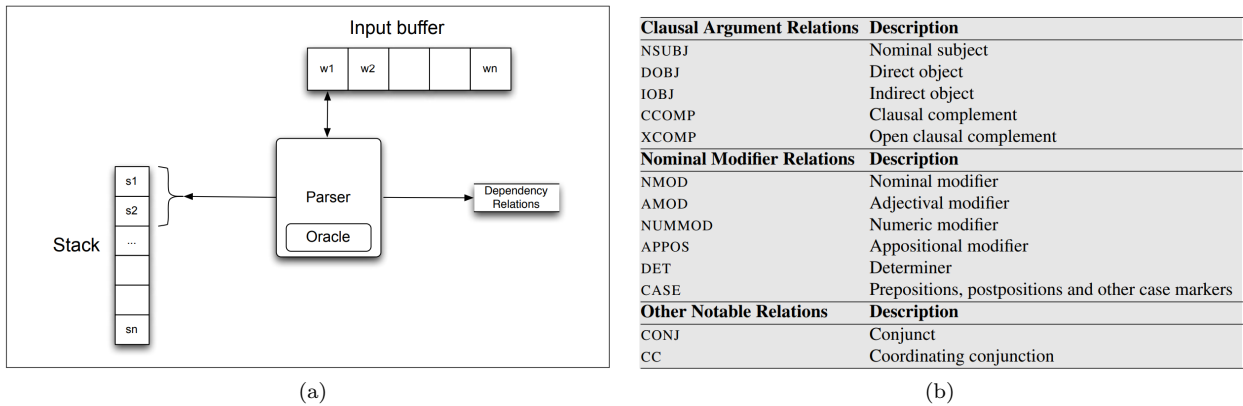 Input buffer
w1 w2 wn
s1
s2
...
sn
Stack
Parser
Oracle
Dependency
Relations
(a)
Clausal Argument Relations Description
NSUBJ Nominal subject
DOBJ Direct object
IOBJ Indirect object
CCOMP Clausal complement
XCOMP Open clausal complement
Nominal Modifier Relations Description
NMOD Nominal modifier
AMOD Adjectival modifier
NUMMOD Numeric modifier
APPOS Appositional modifier
DET Determiner
CASE Prepositions, postpositions and other case markers
Other Notable Relations Description
CONJ Conjunct
CC Coordinating conjunction
(b)